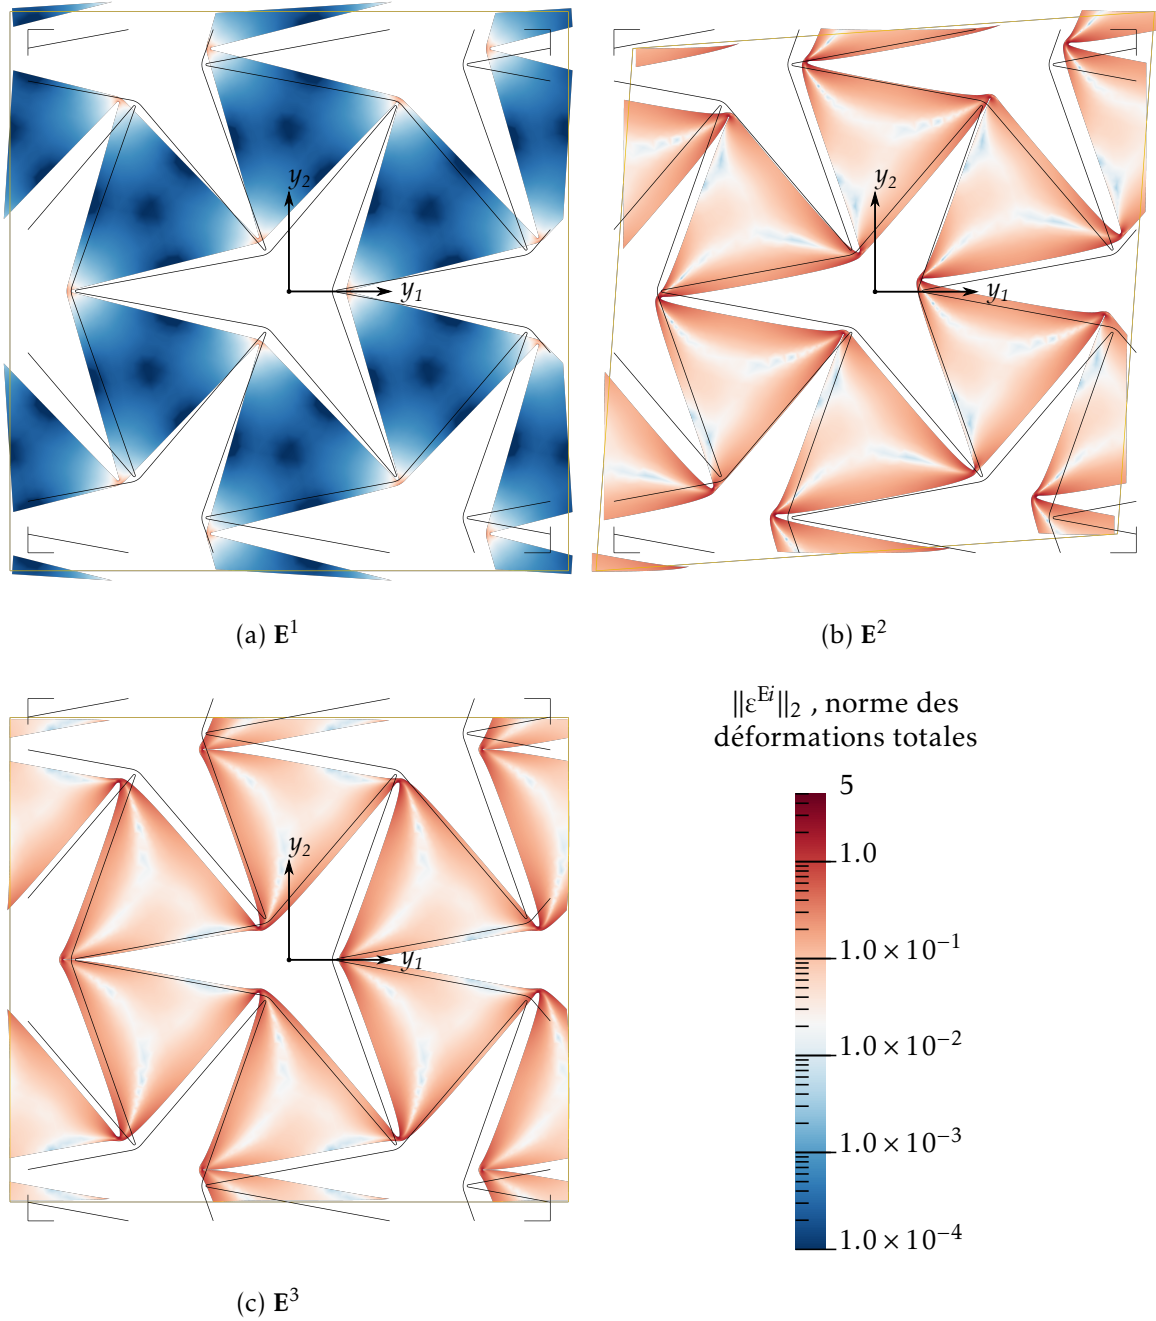 y₂
y₁
y₂
y₁
(a) E¹
(b) E²
y₂
y₁
(c) E³
‖ε^{Ei}‖₂ , norme des
déformations totales
5
1.0
1.0 × 10⁻¹
1.0 × 10⁻²
1.0 × 10⁻³
1.0 × 10⁻⁴